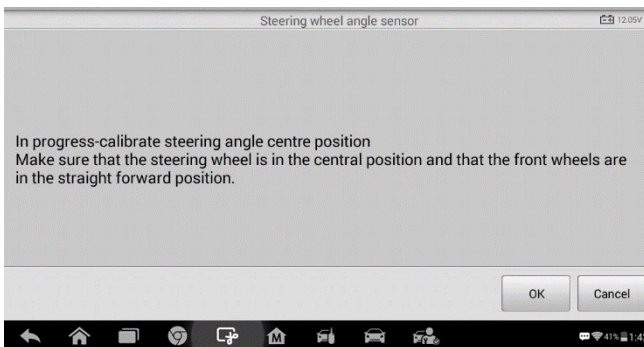 Steering wheel angle sensor
12.05V
In progress-calibrate steering angle centre position
Make sure that the steering wheel is in the central position and that the front wheels are
in the straight forward position.
OK
Cancel
M
41%